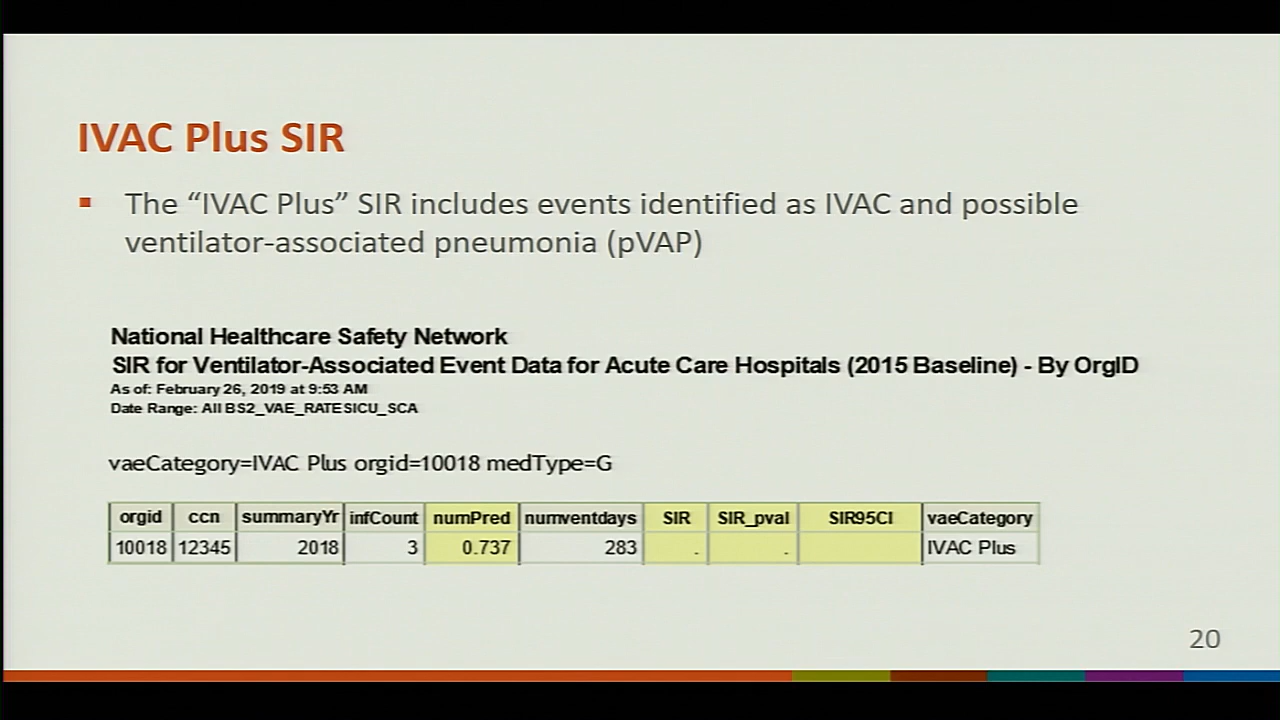 IVAC Plus SIR
The “IVAC Plus” SIR includes events identified as IVAC and possible
ventilator-associated pneumonia (pVAP)
National Healthcare Safety Network
SIR for Ventilator-Associated Event Data for Acute Care Hospitals (2015 Baseline) - By OrgID
As of: February 26, 2019 at 9:53 AM
Date Range: All BS2_VAE_RATESICU_SCA
vaeCategory=IVAC Plus orgid=10018 medType=G
orgid ccn summaryYr infCount numPred numventdays SIR SIR_pval SIR95CI vaeCategory
10018 12345 2018 3 0.737 283 . . IVAC Plus
20